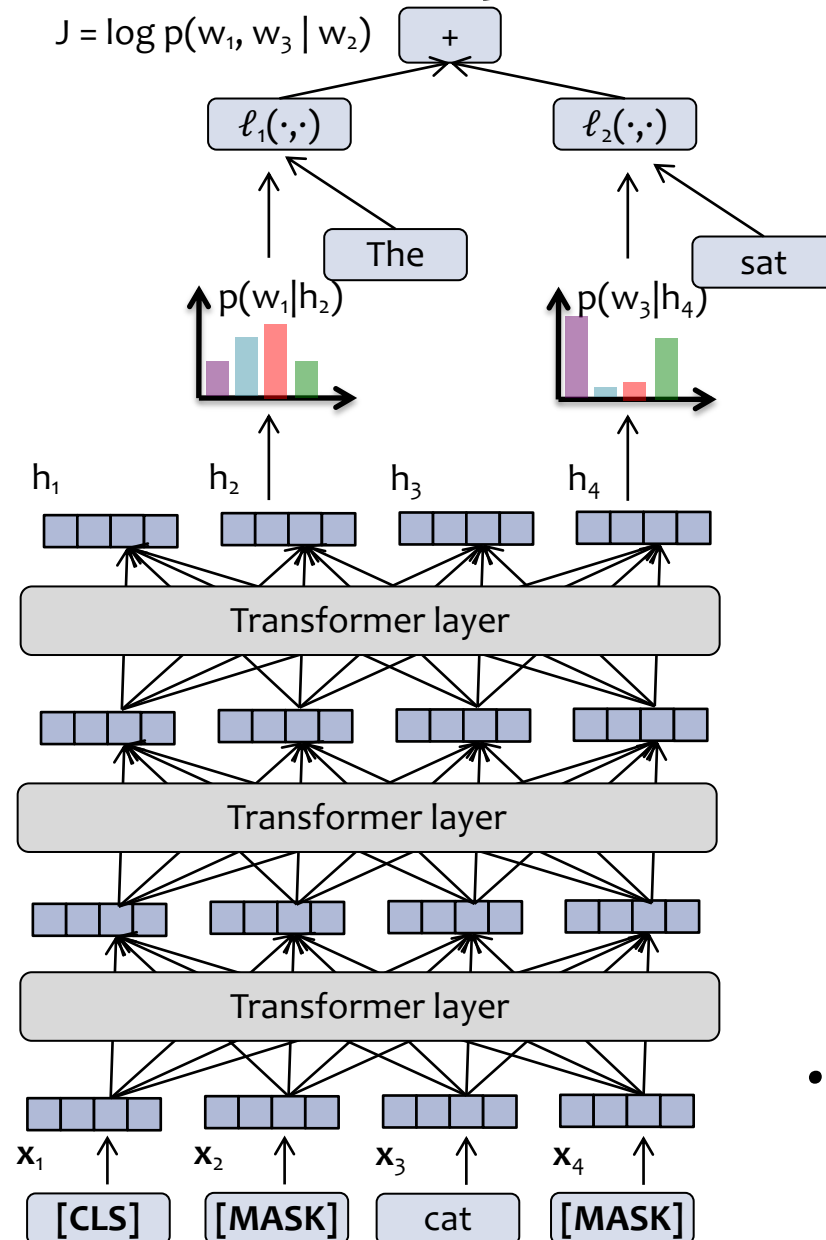 J = log p(w₁, w₃ | w₂)
+
ℓ₁(·,·)
ℓ₂(·,·)
The
sat
p(w₁|h₂)
p(w₃|h₄)
h₁ h₂ h₃ h₄
Transformer layer
Transformer layer
Transformer layer
x₁ x₂ x₃ x₄
[CLS] [MASK] cat [MASK]